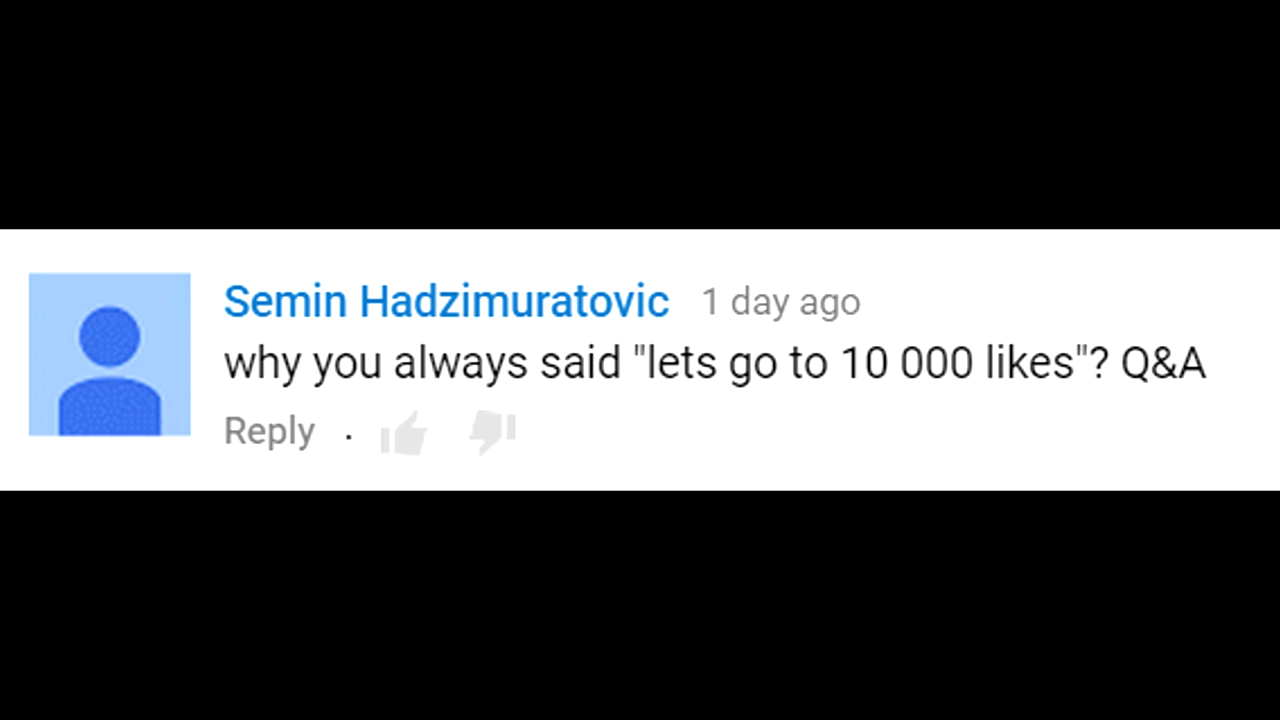 Semin Hadzimuratovic 1 day ago
why you always said "lets go to 10 000 likes"? Q&A
Reply ·